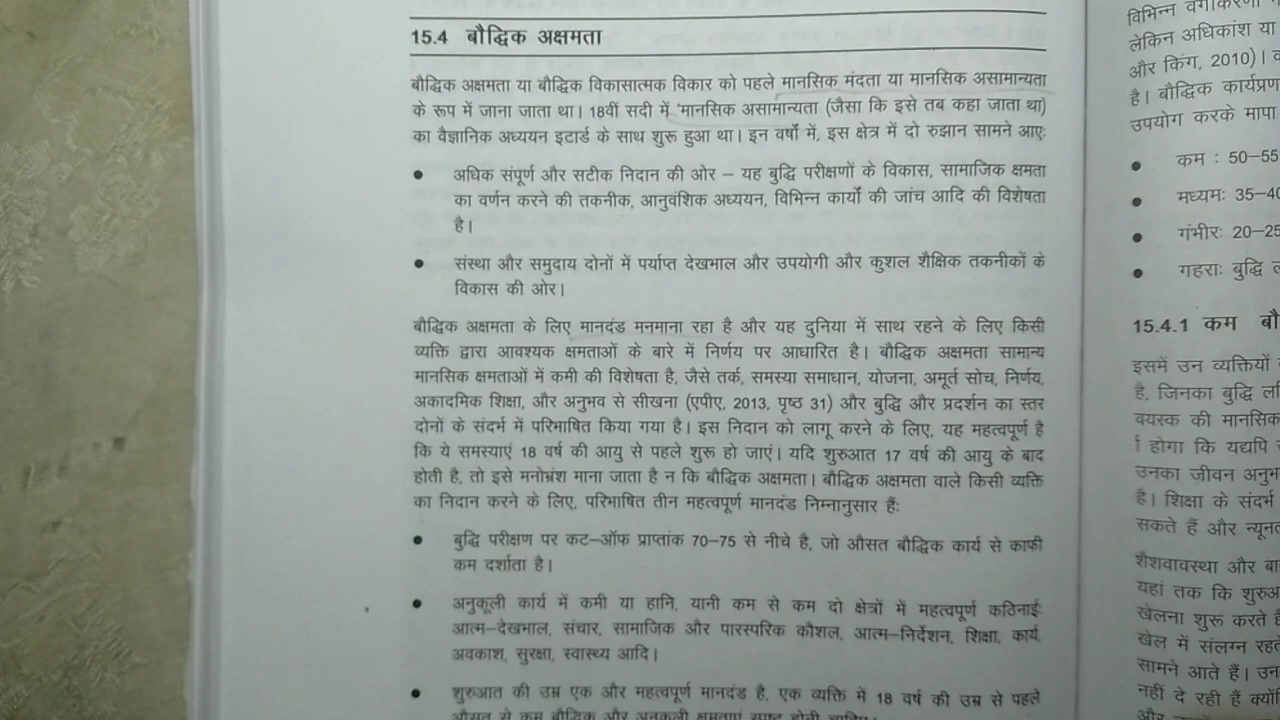 15.4 बौद्धिक अक्षमता
बौद्धिक अक्षमता या बौद्धिक विकासात्मक विकार को पहले मानसिक मंदता या मानसिक असामान्यता
के रूप में जाना जाता था। 18वीं सदी में 'मानसिक असामान्यता (जैसा कि इसे तब कहा जाता था)
का वैज्ञानिक अध्ययन इटार्ड के साथ शुरू हुआ था। इन वर्षों में, इस क्षेत्र में दो रुझान सामने आएः
• अधिक संपूर्ण और सटीक निदान की ओर – यह बुद्धि परीक्षणों के विकास, सामाजिक क्षमता
का वर्णन करने की तकनीक, आनुवंशिक अध्ययन, विभिन्न कार्यों की जांच आदि की विशेषता
है।
• संस्था और समुदाय दोनों में पर्याप्त देखभाल और उपयोगी और कुशल शैक्षिक तकनीकों के
विकास की ओर।
बौद्धिक अक्षमता के लिए मानदंड मनमाना रहा है और यह दुनिया में साथ रहने के लिए किसी
व्यक्ति द्वारा आवश्यक क्षमताओं के बारे में निर्णय पर आधारित है। बौद्धिक अक्षमता सामान्य
मानसिक क्षमताओं में कमी की विशेषता है, जैसे तर्क, समस्या समाधान, योजना, अमूर्त सोच, निर्णय,
अकादमिक शिक्षा, और अनुभव से सीखना (एपीए, 2013, पृष्ठ 31) और बुद्धि और प्रदर्शन का स्तर
दोनों के संदर्भ में परिभाषित किया गया है। इस निदान को लागू करने के लिए, यह महत्वपूर्ण है
कि ये समस्याएं 18 वर्ष की आयु से पहले शुरू हो जाएं। यदि शुरुआत 17 वर्ष की आयु के बाद
होती है, तो इसे मनोभ्रंश माना जाता है न कि बौद्धिक अक्षमता। बौद्धिक अक्षमता वाले किसी व्यक्ति
का निदान करने के लिए, परिभाषित तीन महत्वपूर्ण मानदंड निम्नानुसार हैं:
• बुद्धि परीक्षण पर कट–ऑफ प्राप्तांक 70–75 से नीचे है, जो औसत बौद्धिक कार्य से काफी
कम दर्शाता है।
• अनुकूली कार्य में कमी या हानि, यानी कम से कम दो क्षेत्रों में महत्वपूर्ण कठिनाईः
आत्म–देखभाल, संचार, सामाजिक और पारस्परिक कौशल, आत्म–निर्देशन, शिक्षा, कार्य,
अवकाश, सुरक्षा, स्वास्थ्य आदि।
• शुरुआत की उम्र एक और महत्वपूर्ण मानदंड है, एक व्यक्ति में 18 वर्ष की उम्र से पहले
औसत से कम बौद्धिक और अनुकूली क्षमताएं स्पष्ट होनी चाहिए।
विभिन्न वर्गीकरणों
लेकिन अधिकांश या
और किंग, 2010)।
है। बौद्धिक कार्यप्रण
उपयोग करके मापा
• कम : 50–55
• मध्यमः 35–40
• गंभीरः 20–25
• गहराः बुद्धि
15.4.1 कम बौ
इसमें उन व्यक्तियों
है, जिनका बुद्धि
वयस्क की मानसिक
होगा कि यद्यपि
उनका जीवन अनुभ
है। शिक्षा के संदर्भ
सकते हैं और न्यून
शैशवावस्था और बा
यहां तक कि शुरुआ
खेलना शुरू करते
खेल में संलग्न रह
सामने आते हैं। उन
नहीं दे रही हैं क्यों
और